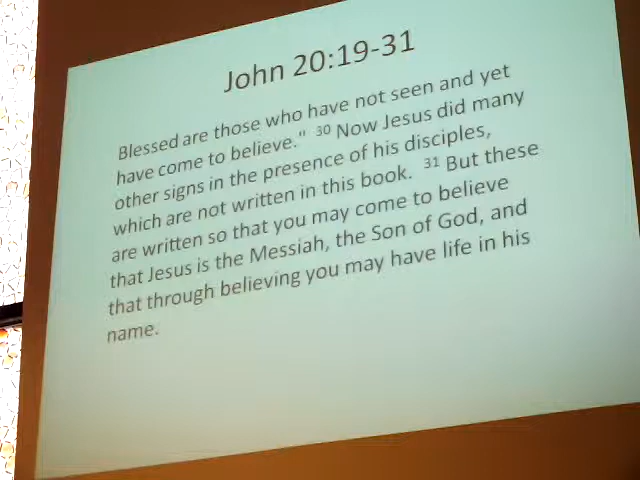 John 20:19-31
Blessed are those who have not seen and yet
have come to believe." 30 Now Jesus did many
other signs in the presence of his disciples,
which are not written in this book. 31 But these
are written so that you may come to believe
that Jesus is the Messiah, the Son of God, and
that through believing you may have life in his
name.